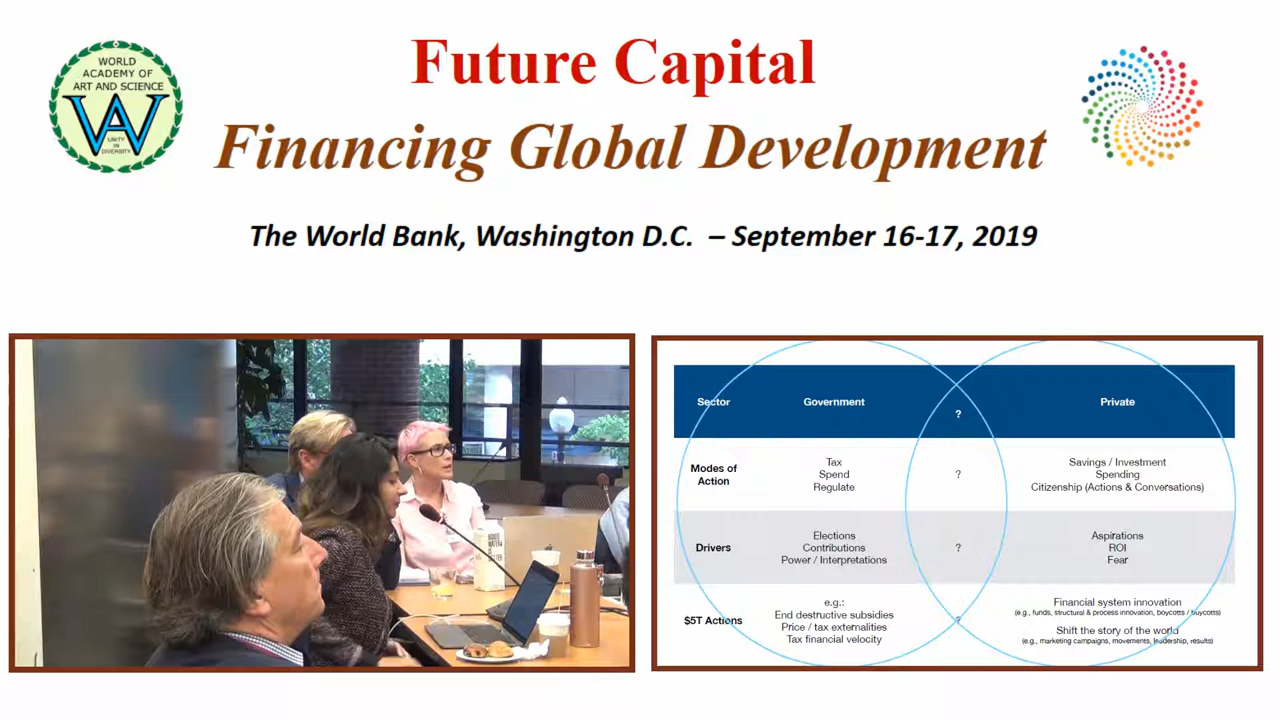 WORLD
ACADEMY OF
ART AND SCIENCE
UNITY
IN
DIVERSITY
Future Capital
Financing Global Development
The World Bank, Washington D.C. – September 16-17, 2019
Sector Government ? Private
Modes of
Action
Tax
Spend
Regulate
?
Savings / Investment
Spending
Citizenship (Actions & Conversations)
Drivers
Elections
Contributions
Power / Interpretations
?
Aspirations
ROI
Fear
$5T Actions
e.g.:
End destructive subsidies
Price / tax externalities
Tax financial velocity
?
Financial system innovation
(e.g., funds, structural & process innovation, boycotts / buycotts)
Shift the story of the world
(e.g., marketing campaigns, movements, leadership, results)